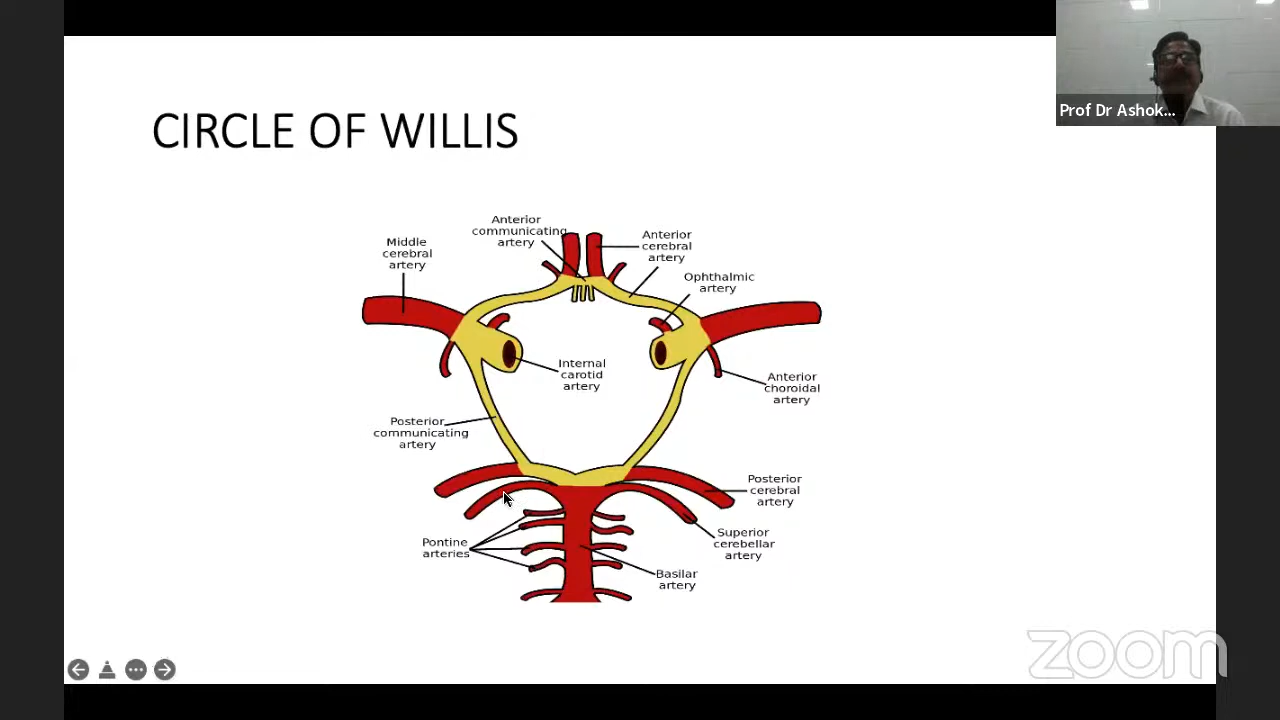 Prof Dr Ashok...
CIRCLE OF WILLIS
Anterior
communicating
artery
Middle
cerebral
artery
Anterior
cerebral
artery
Ophthalmic
artery
Internal
carotid
artery
Anterior
choroidal
artery
Posterior
communicating
artery
Posterior
cerebral
artery
Superior
cerebellar
artery
Pontine
arteries
Basilar
artery
zoom